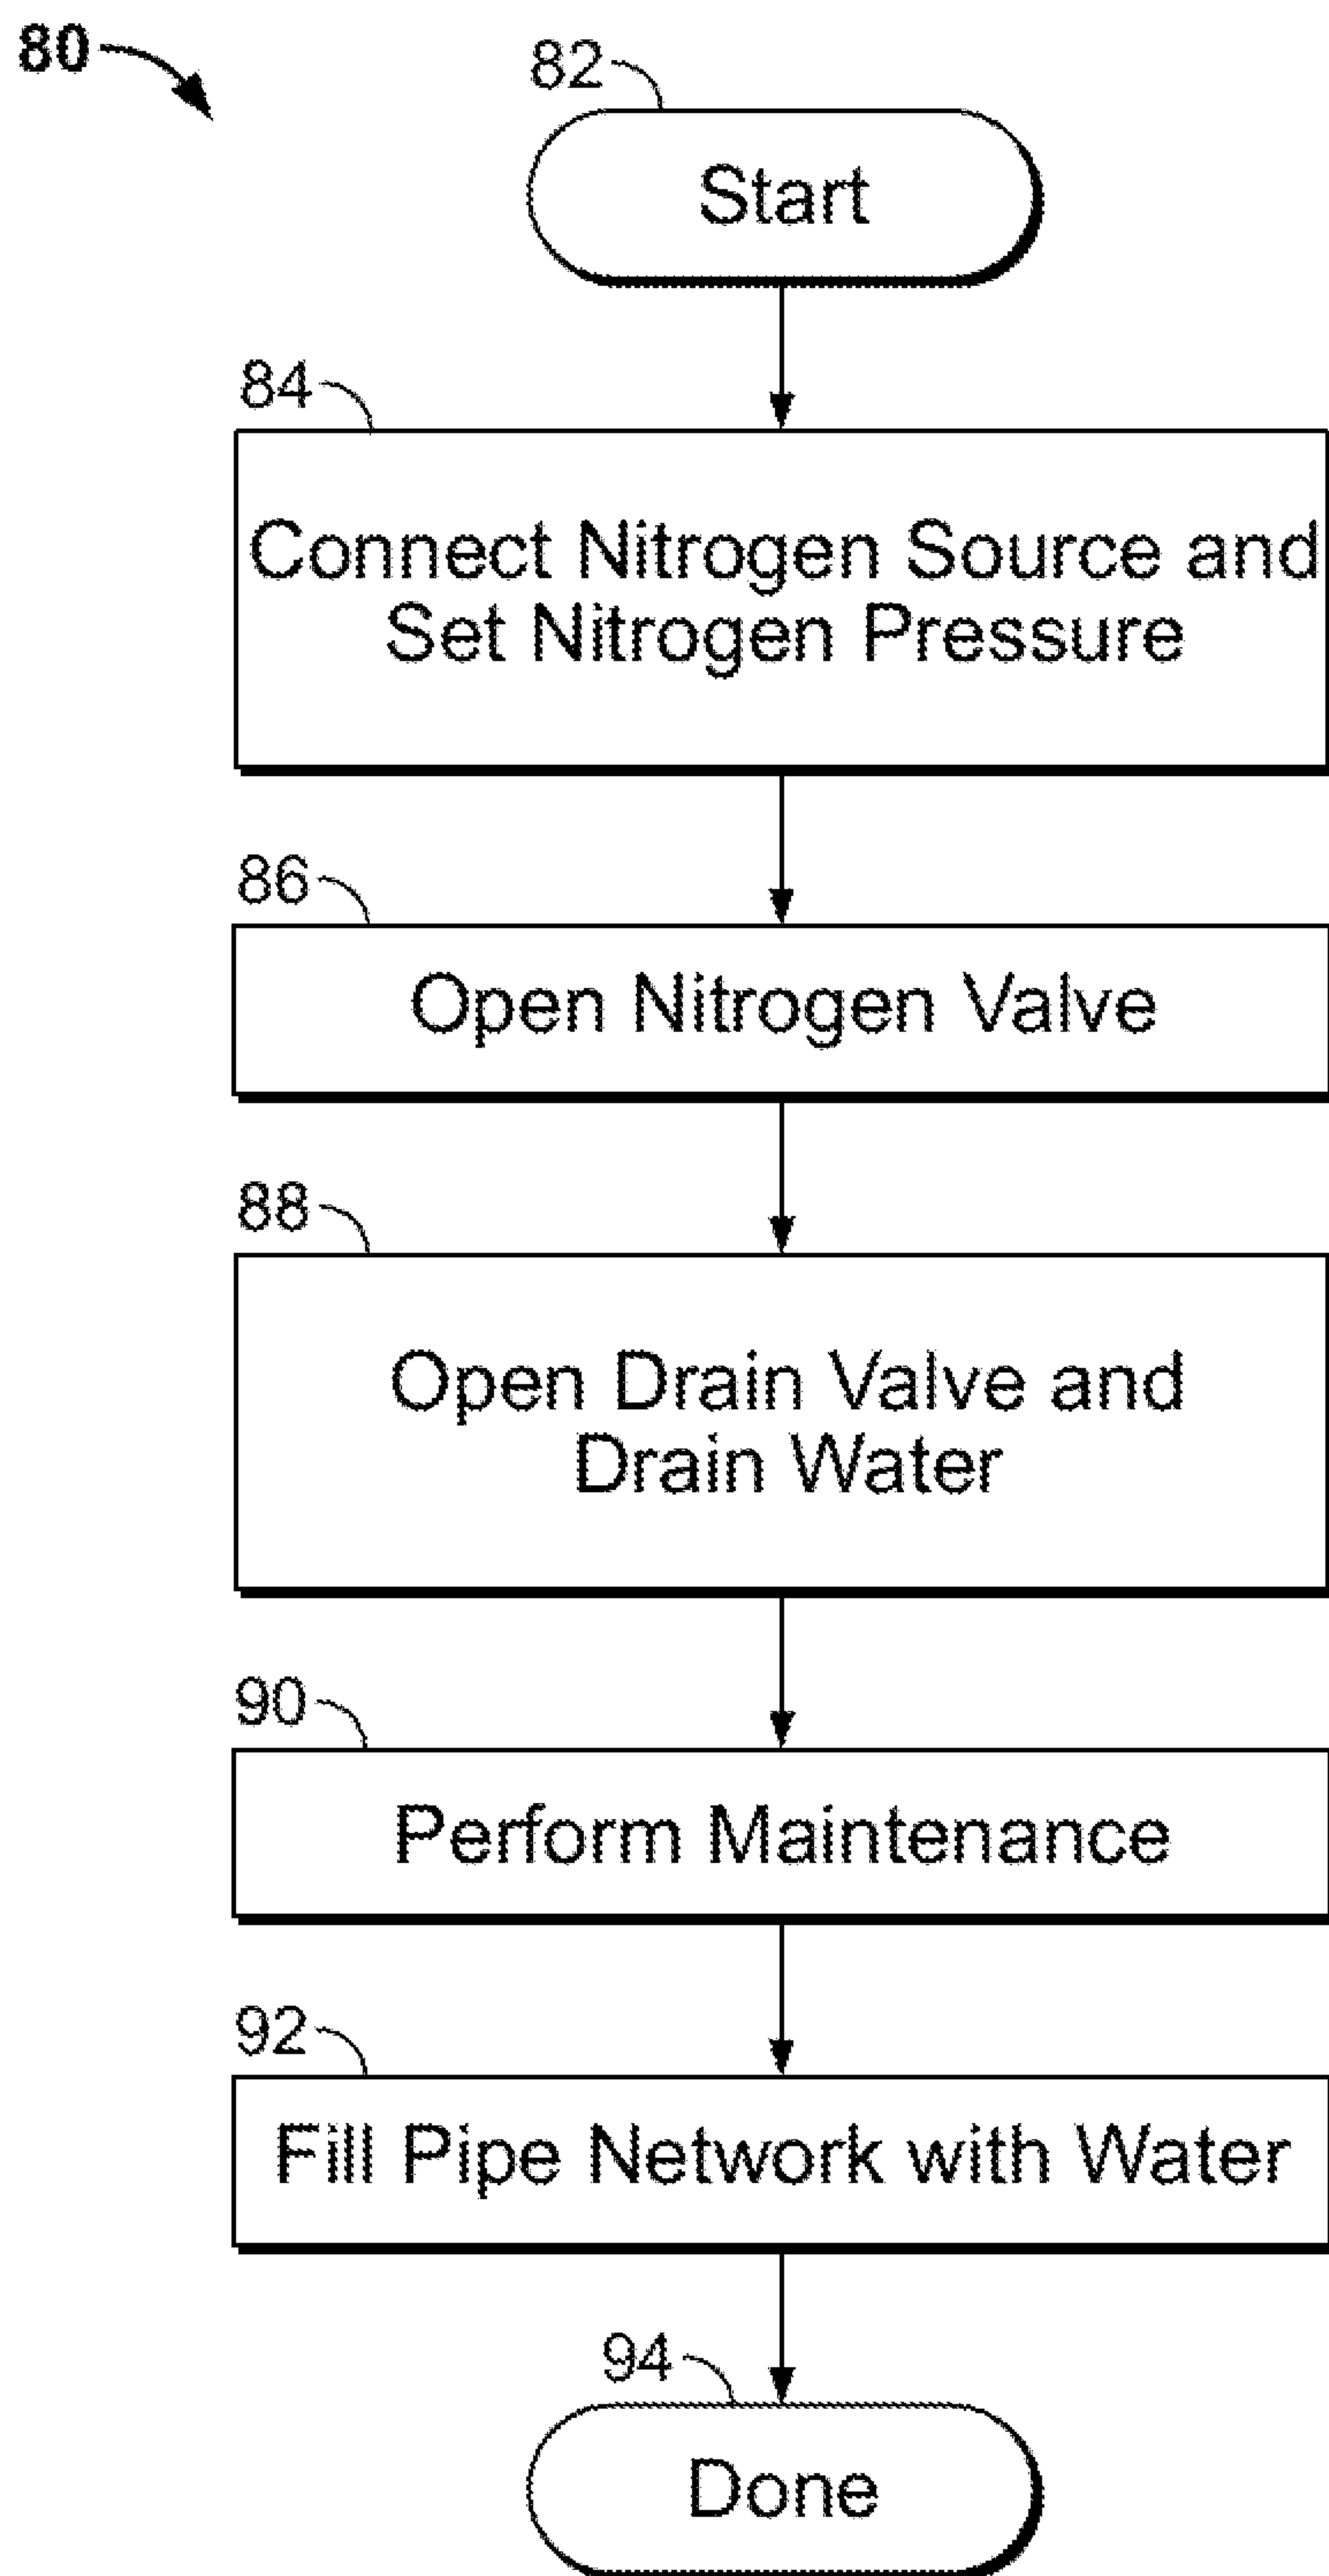 80
82
Start
84
Connect Nitrogen Source and
Set Nitrogen Pressure
86
Open Nitrogen Valve
88
Open Drain Valve and
Drain Water
90
Perform Maintenance
92
Fill Pipe Network with Water
94
Done